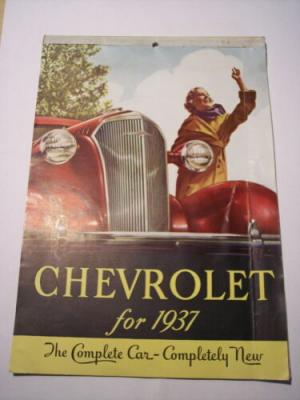 CHEVROLET
for 1937
The Complete Car - Completely New